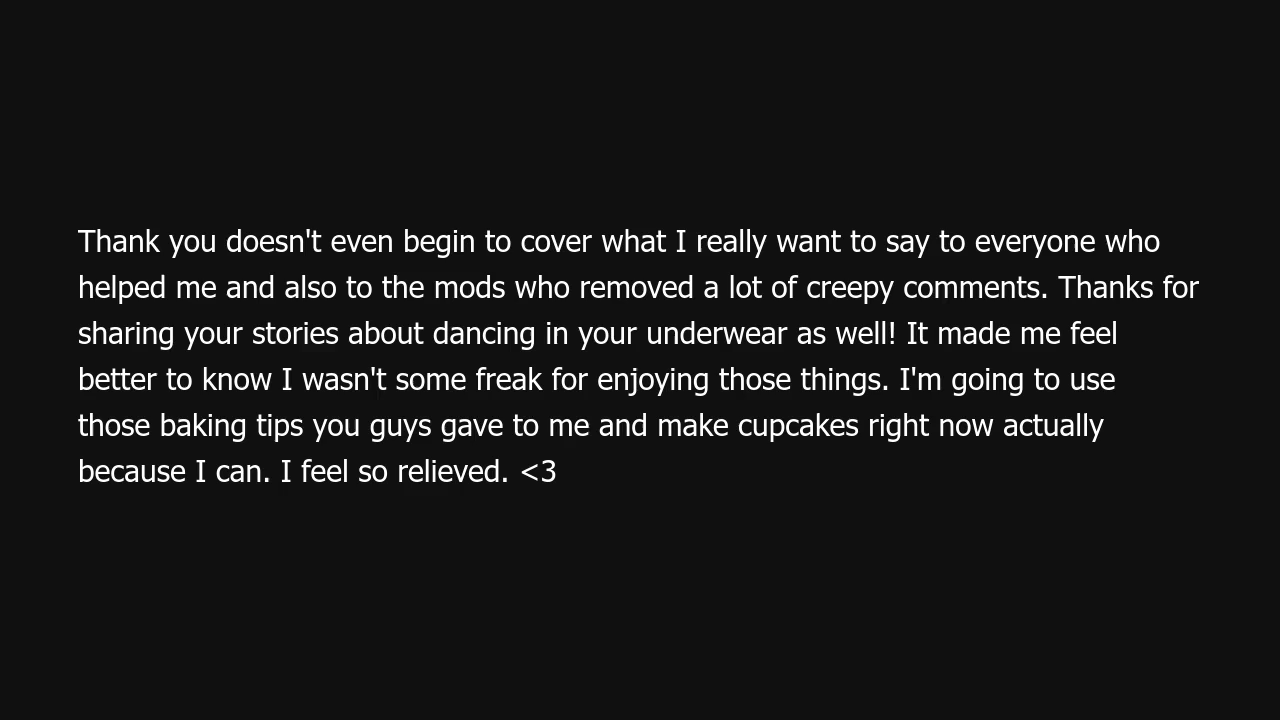 Thank you doesn't even begin to cover what I really want to say to everyone who
helped me and also to the mods who removed a lot of creepy comments. Thanks for
sharing your stories about dancing in your underwear as well! It made me feel
better to know I wasn't some freak for enjoying those things. I'm going to use
those baking tips you guys gave to me and make cupcakes right now actually
because I can. I feel so relieved. <3